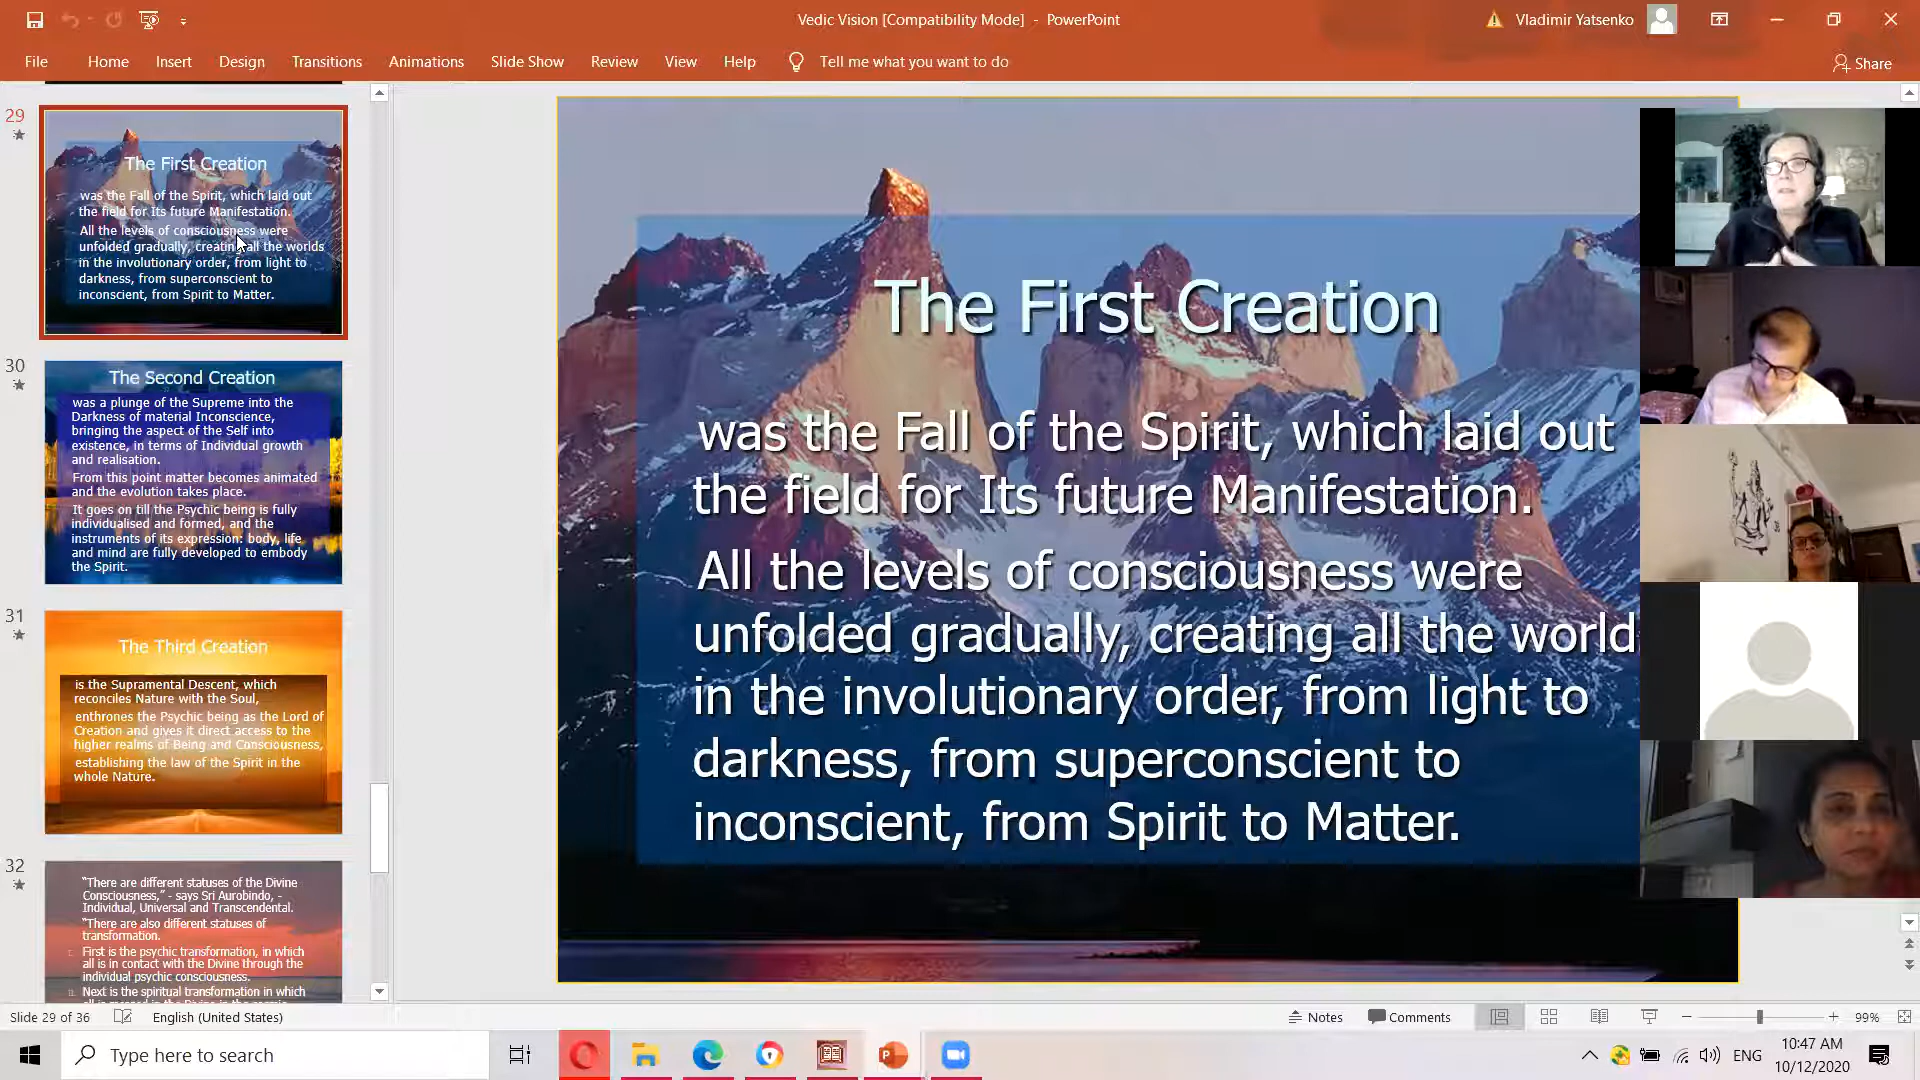 Vedic Vision [Compatibility Mode] - PowerPoint
Vladimir Yatsenko
File Home Insert Design Transitions Animations Slide Show Review View Help Tell me what you want to do
Share
29
The First Creation
was the Fall of the Spirit, which laid out
the field for Its future Manifestation.
All the levels of consciousness were
unfolded gradually, creating all the worlds
in the involutionary order, from light to
darkness, from superconscient to
inconscient, from Spirit to Matter.
30
The Second Creation
was a plunge of the Supreme into the
Darkness of material Inconscience,
bringing the aspect of the Self into
existence, in terms of Individual growth
and realisation.
From this point matter becomes animated
and the evolution takes place.
It goes on till the Psychic being is fully
individualised and formed, and the
instruments of its expression: body, life
and mind are fully developed to embody
the Spirit.
31
The Third Creation
is the Supramental Descent, which
reconciles Nature with the Soul,
enthrones the Psychic being as the Lord of
Creation and gives it direct access to the
higher realms of Being and Consciousness,
establishing the law of the Spirit in the
whole Nature.
32
"There are different statuses of the Divine
Consciousness," - says Sri Aurobindo, -
Individual, Universal and Transcendental.
"There are also different statuses of
transformation.
First is the psychic transformation, in which
all is in contact with the Divine through the
individual psychic consciousness.
Next is the spiritual transformation in which
The First Creation
was the Fall of the Spirit, which laid out
the field for Its future Manifestation.
All the levels of consciousness were
unfolded gradually, creating all the world
in the involutionary order, from light to
darkness, from superconscient to
inconscient, from Spirit to Matter.
Slide 29 of 36 English (United States)
Notes Comments 99%
Type here to search
ENG
10:47 AM
10/12/2020